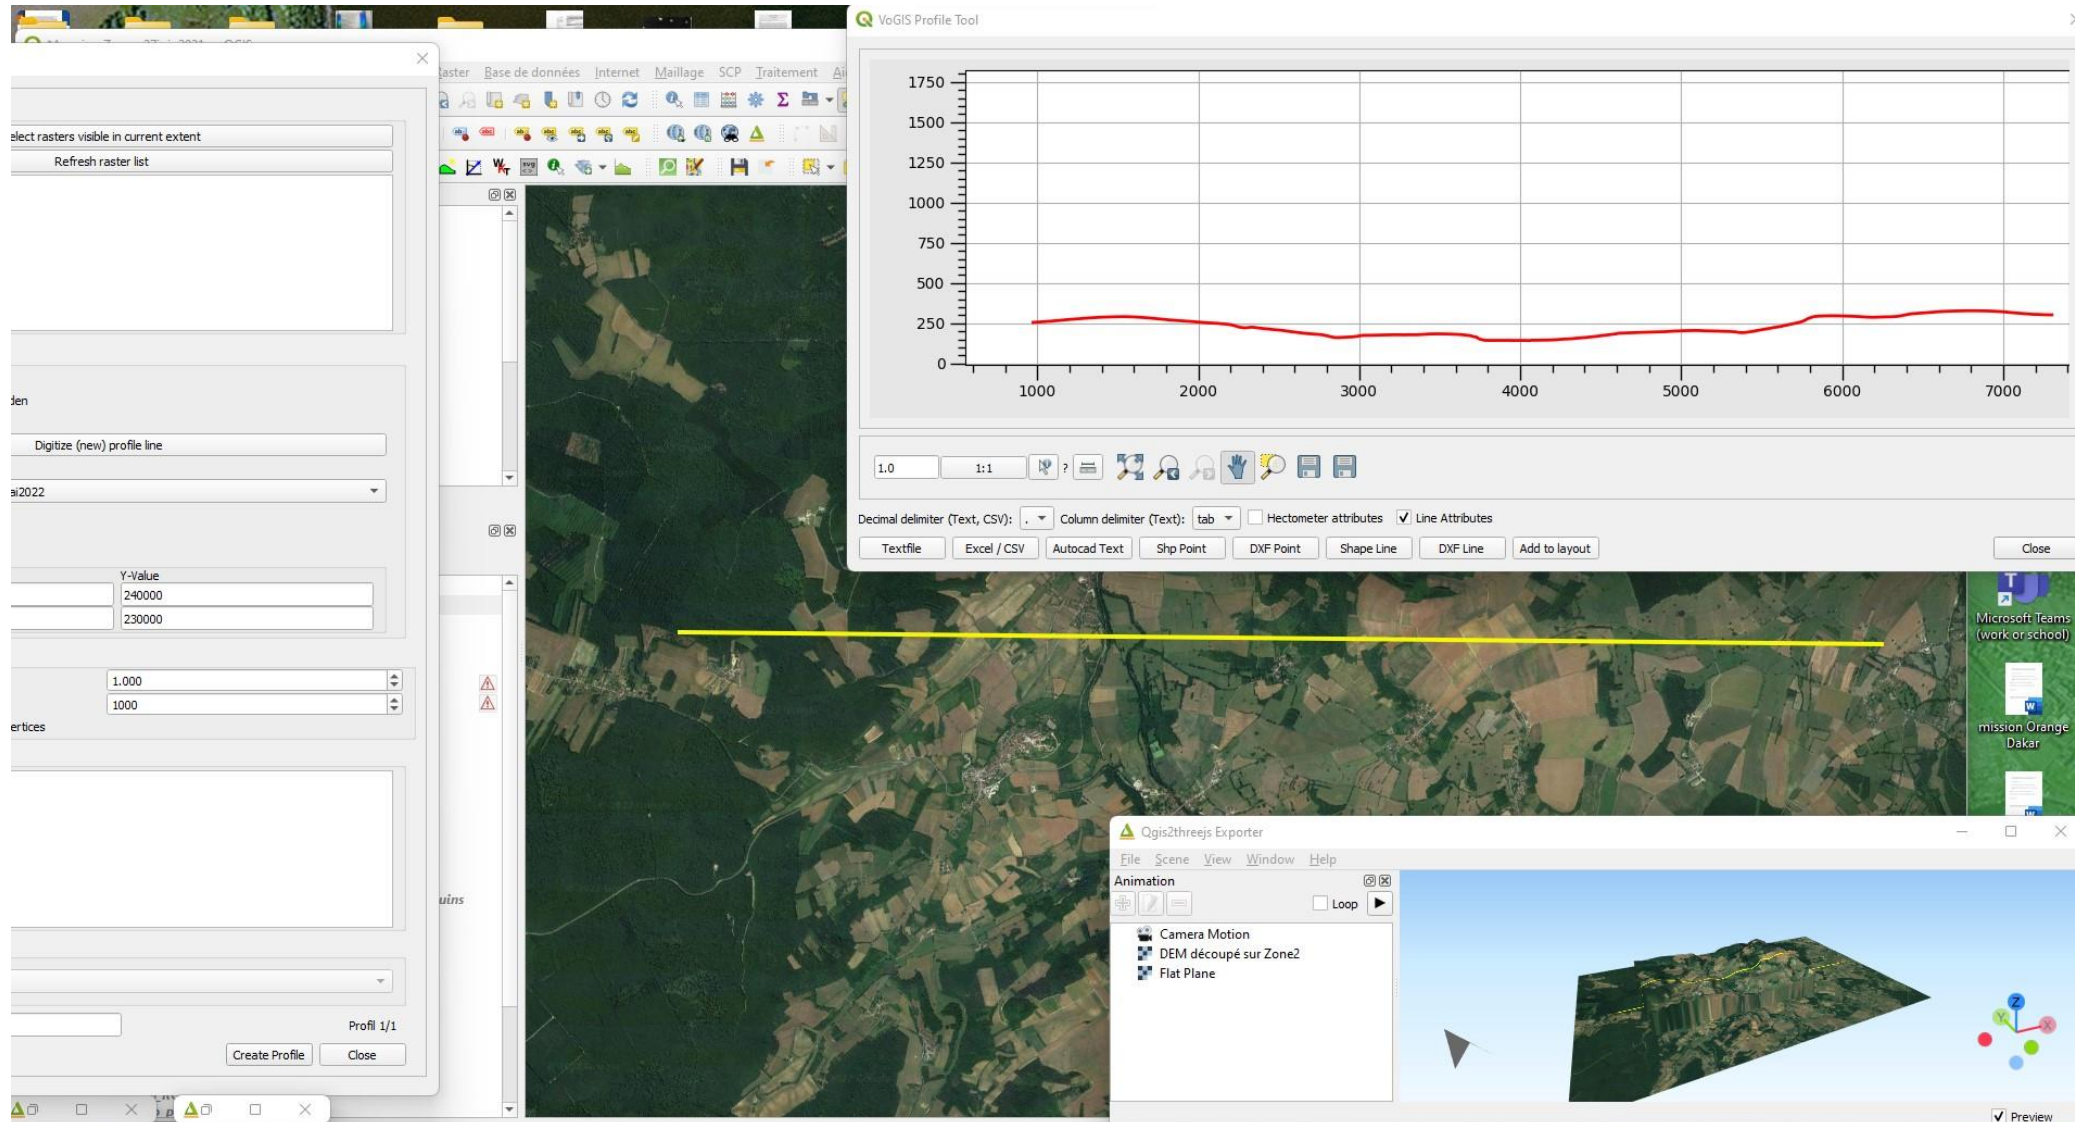 VoGIS Profile Tool
Raster Base de données Internet Maillage SCP Traitement
elect rasters visible in current extent
Refresh raster list
den
Digitize (new) profile line
ai2022
Y-Value
240000
230000
1.000
1000
ertices
Profil 1/1
Create Profile Close
uins
1750
1500
1250
1000
750
500
250
0
1000 2000 3000 4000 5000 6000 7000
1.0 1:1 ?
Decimal delimiter (Text, CSV): . Column delimiter (Text): tab Hectometer attributes Line Attributes
Textfile Excel / CSV Autocad Text Shp Point DXF Point Shape Line DXF Line Add to layout Close
Microsoft Teams
(work or school)
mission Orange
Dakar
Qgis2threejs Exporter
File Scene View Window Help
Animation
Loop
Camera Motion
DEM découpé sur Zone2
Flat Plane
Z
Y
X
Preview